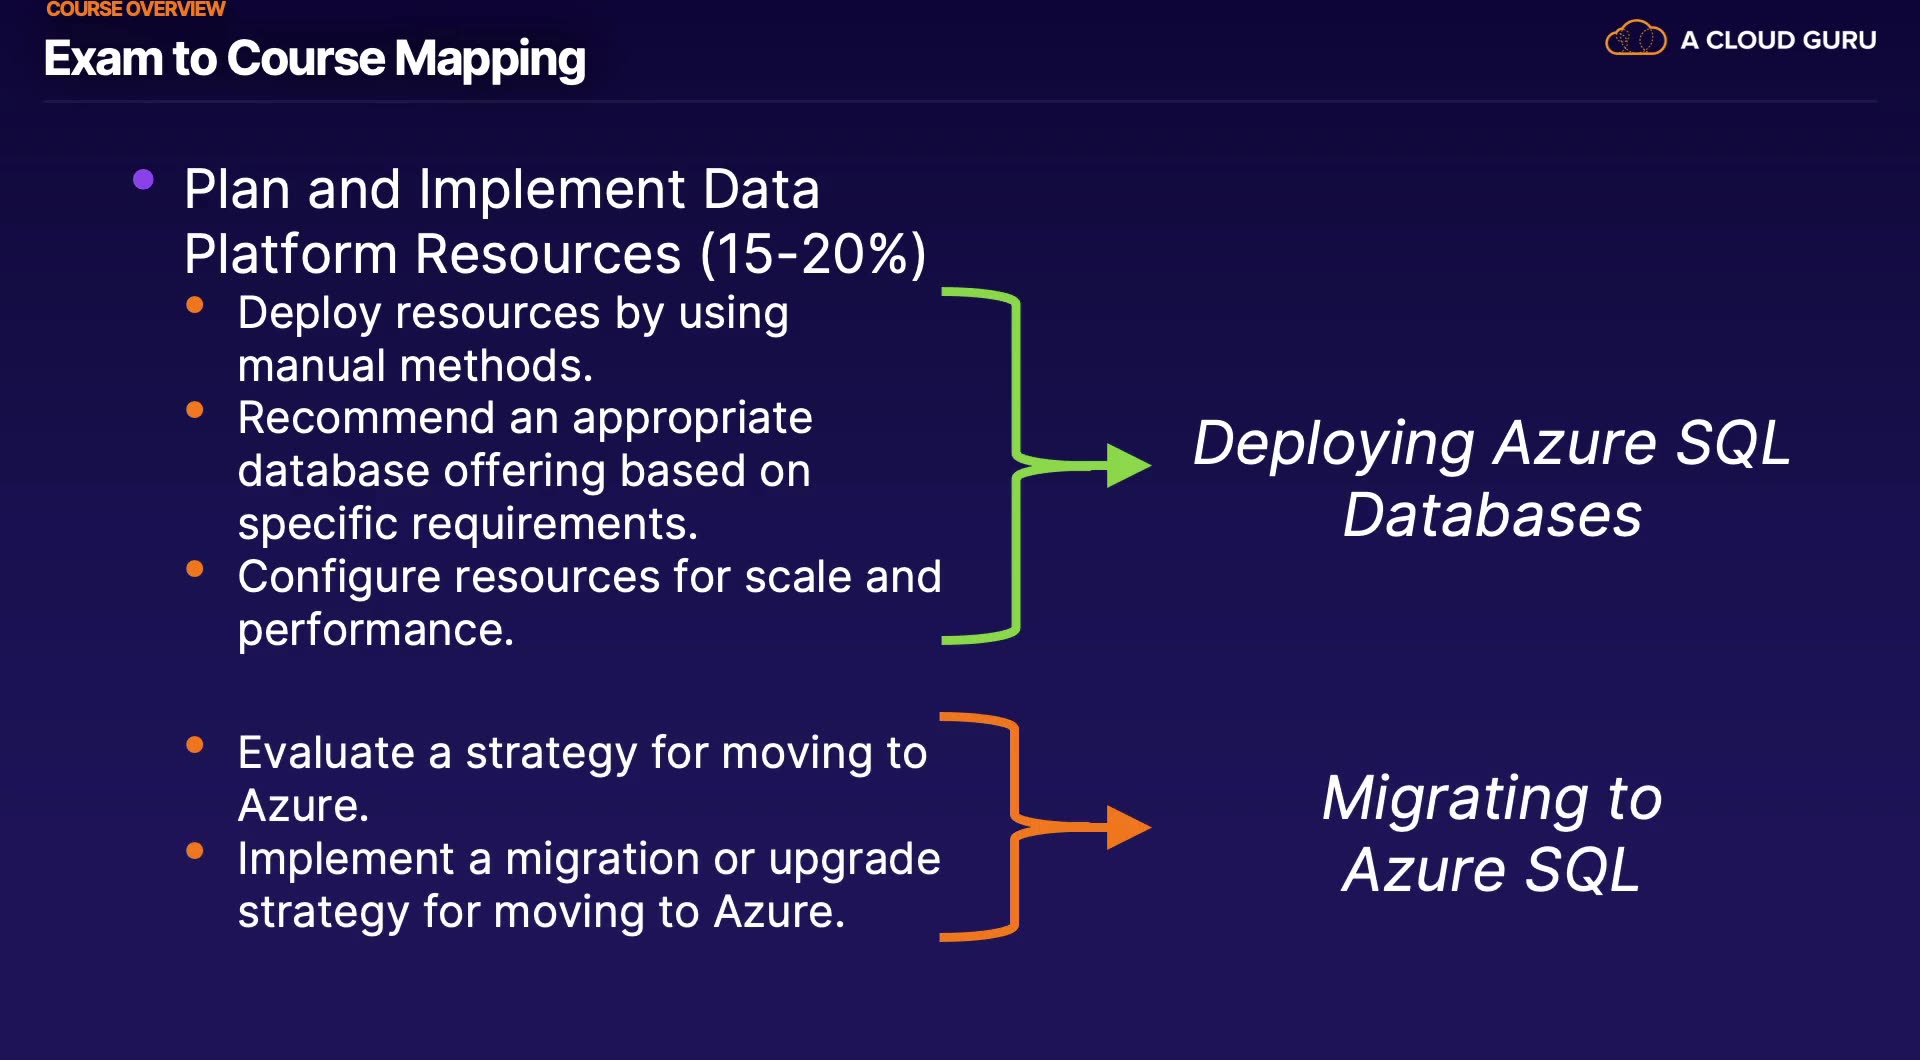 COURSE OVERVIEW
Exam to Course Mapping
A CLOUD GURU
Plan and Implement Data
Platform Resources (15-20%)
Deploy resources by using
manual methods.
Recommend an appropriate
database offering based on
specific requirements.
Configure resources for scale and
performance.
Deploying Azure SQL
Databases
Evaluate a strategy for moving to
Azure.
Implement a migration or upgrade
strategy for moving to Azure.
Migrating to
Azure SQL